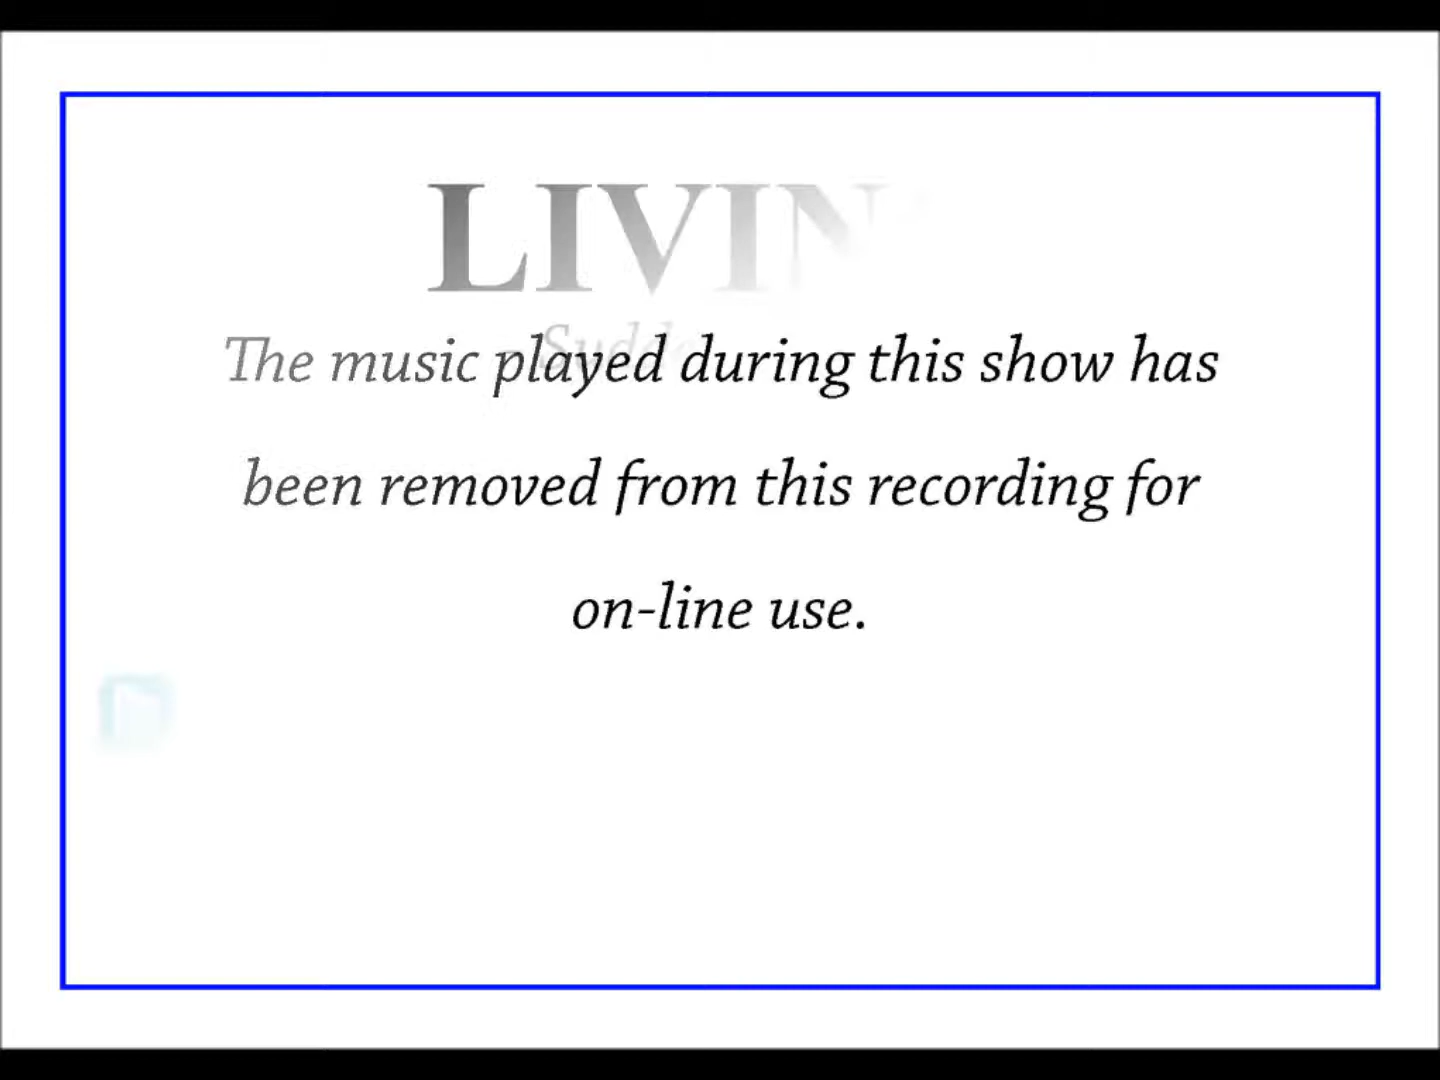 LIVIN
The music played during this show has
been removed from this recording for
on-line use.